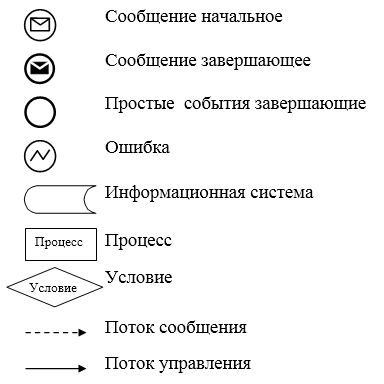 Сообщение начальное
Сообщение завершающее
Простые события завершающие
Ошибка
Информационная система
Процесс Процесс
Условие Условие
Поток сообщения
Поток управления